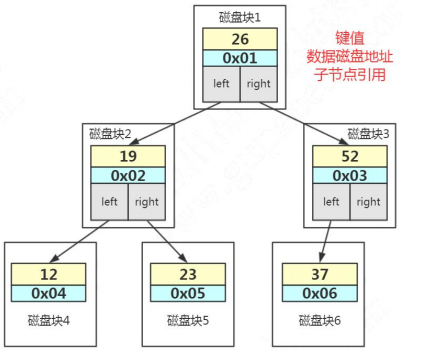 磁盘块1
26
0x01
left right
键值
数据磁盘地址
子节点引用
磁盘块2
19
0x02
left right
磁盘块3
52
0x03
left right
12
0x04
磁盘块4
23
0x05
磁盘块5
37
0x06
磁盘块6